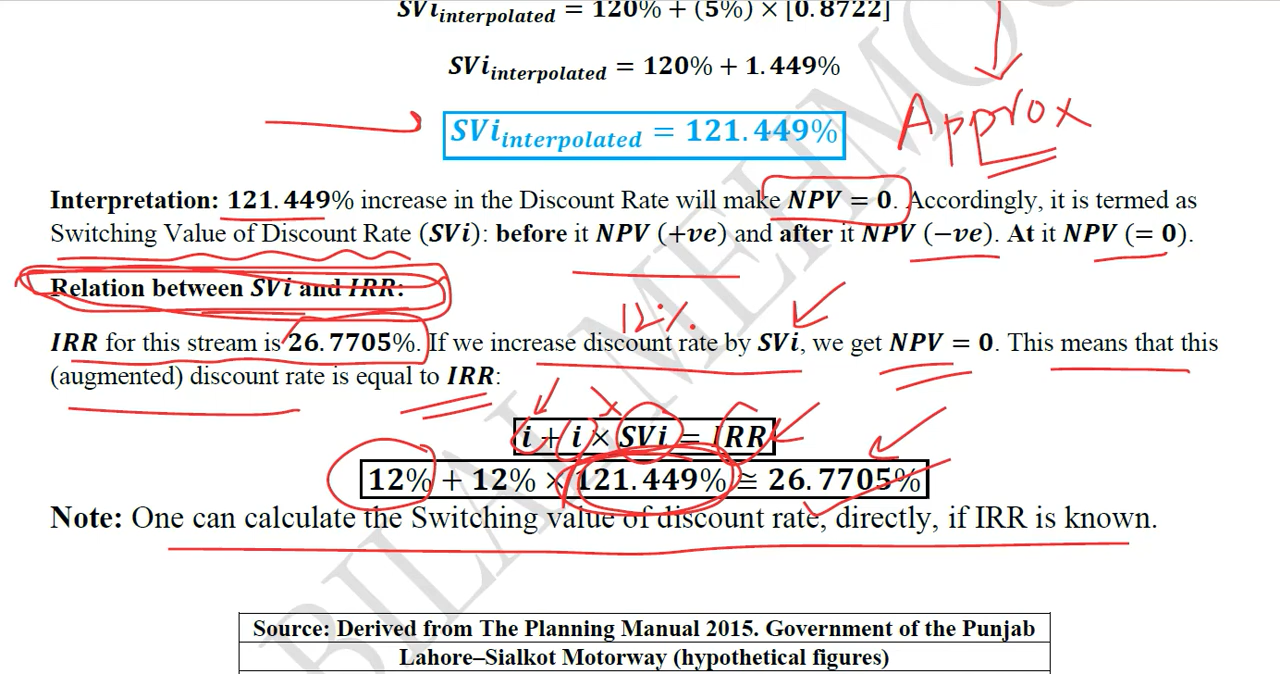 SVi interpolated = 120% + (5%) × [0.8722]
SVi interpolated = 120% + 1.449%
Approx
SVi interpolated = 121.449%
Interpretation: 121.449% increase in the Discount Rate will make NPV = 0. Accordingly, it is termed as
Switching Value of Discount Rate (SVi): before it NPV (+ve) and after it NPV (−ve). At it NPV (= 0).
Relation between SVi and IRR:
12%
IRR for this stream is 26.7705%. If we increase discount rate by SVi, we get NPV = 0. This means that this
(augmented) discount rate is equal to IRR:
i + i × SVi = IRR
12% + 12% × 121.449% ≅ 26.7705%
Note: One can calculate the Switching value of discount rate, directly, if IRR is known.
Source: Derived from The Planning Manual 2015. Government of the Punjab
Lahore–Sialkot Motorway (hypothetical figures)